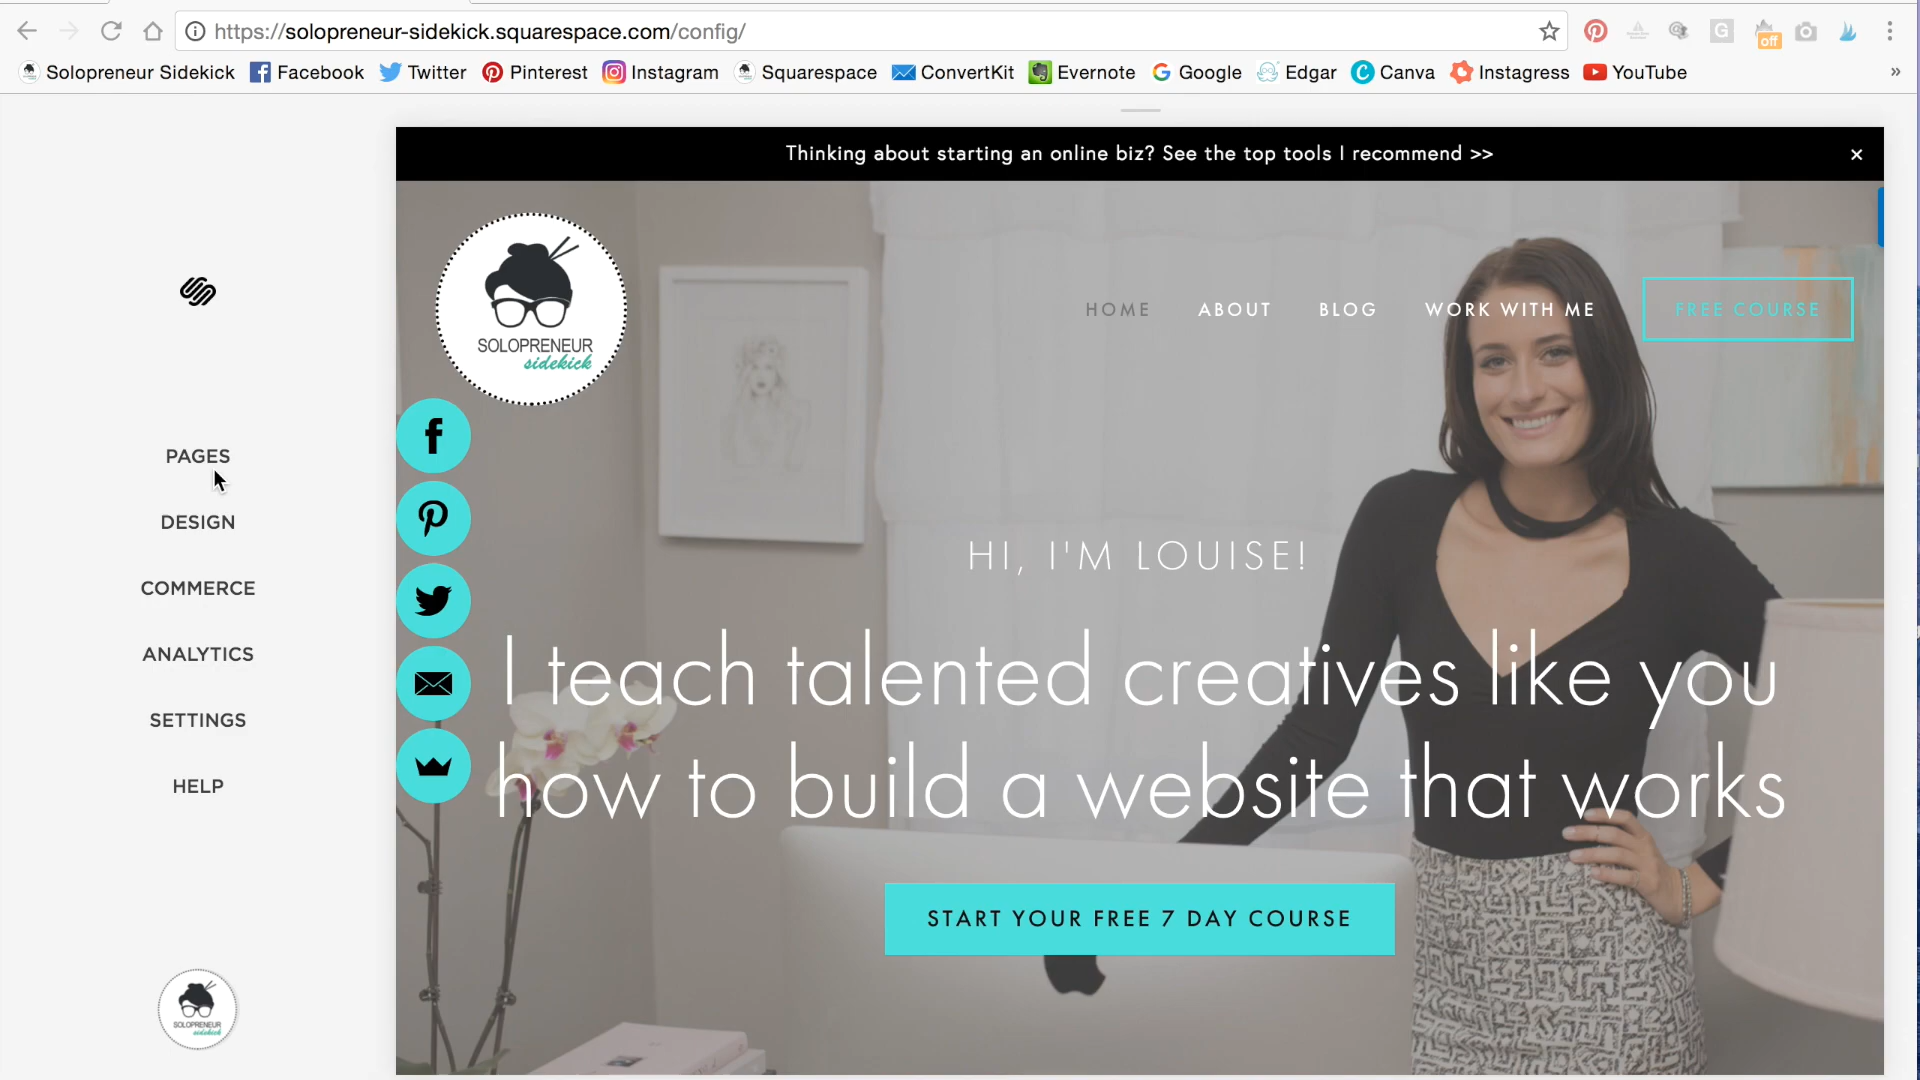 https://solopreneur-sidekick.squarespace.com/config/
Solopreneur Sidekick Facebook Twitter Pinterest Instagram Squarespace ConvertKit Evernote Google Edgar Canva Instagress YouTube »
off
G
Thinking about starting an online biz? See the top tools I recommend >>
SOLOPRENEUR
sidekick
HOME ABOUT BLOG WORK WITH ME FREE COURSE
PAGES
DESIGN
COMMERCE
ANALYTICS
SETTINGS
HELP
HI, I'M LOUISE!
I teach talented creatives like you
how to build a website that works
START YOUR FREE 7 DAY COURSE
SOLOPRENEUR
sidekick